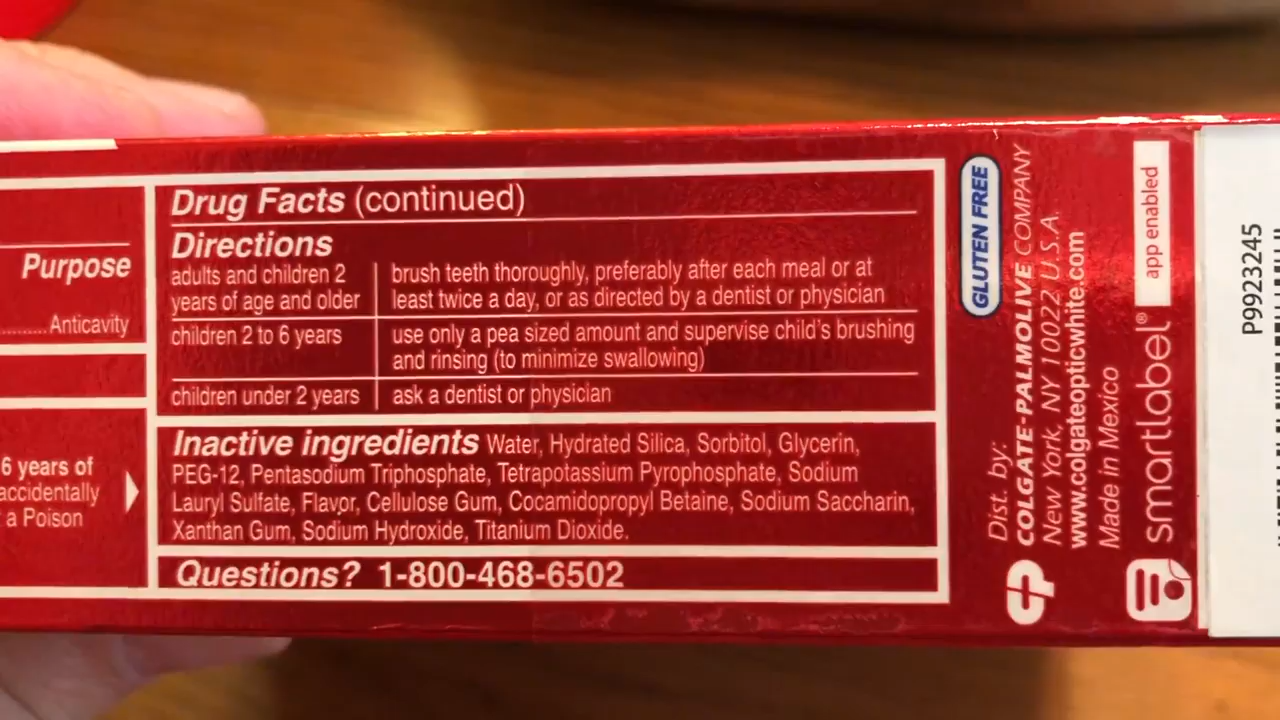 Purpose
Anticavity
6 years of
accidentally
a Poison
Drug Facts (continued)
Directions
adults and children 2
years of age and older
brush teeth thoroughly, preferably after each meal or at
least twice a day, or as directed by a dentist or physician
children 2 to 6 years
use only a pea sized amount and supervise child's brushing
and rinsing (to minimize swallowing)
children under 2 years
ask a dentist or physician
Inactive ingredients Water, Hydrated Silica, Sorbitol, Glycerin,
PEG-12, Pentasodium Triphosphate, Tetrapotassium Pyrophosphate, Sodium
Lauryl Sulfate, Flavor, Cellulose Gum, Cocamidopropyl Betaine, Sodium Saccharin,
Xanthan Gum, Sodium Hydroxide, Titanium Dioxide.
Questions? 1-800-468-6502
GLUTEN FREE
Dist. by:
COLGATE-PALMOLIVE COMPANY
New York, NY 10022 U.S.A.
www.colgateopticwhite.com
Made in Mexico
smartlabel® app enabled
P9923245